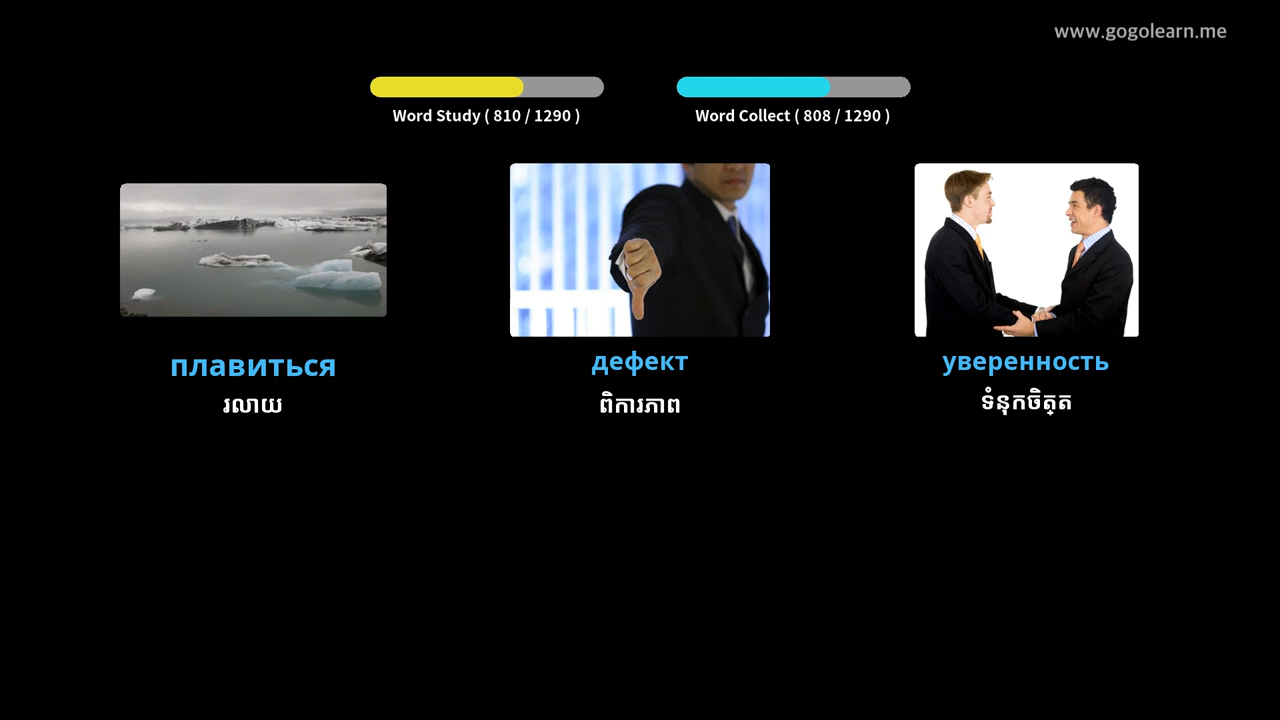 www.gogolearn.me
Word Study ( 810 / 1290 )
Word Collect ( 808 / 1290 )
плавиться
រលាយ
дефект
ពិការភាព
уверенность
ទំនុកចិត្ត